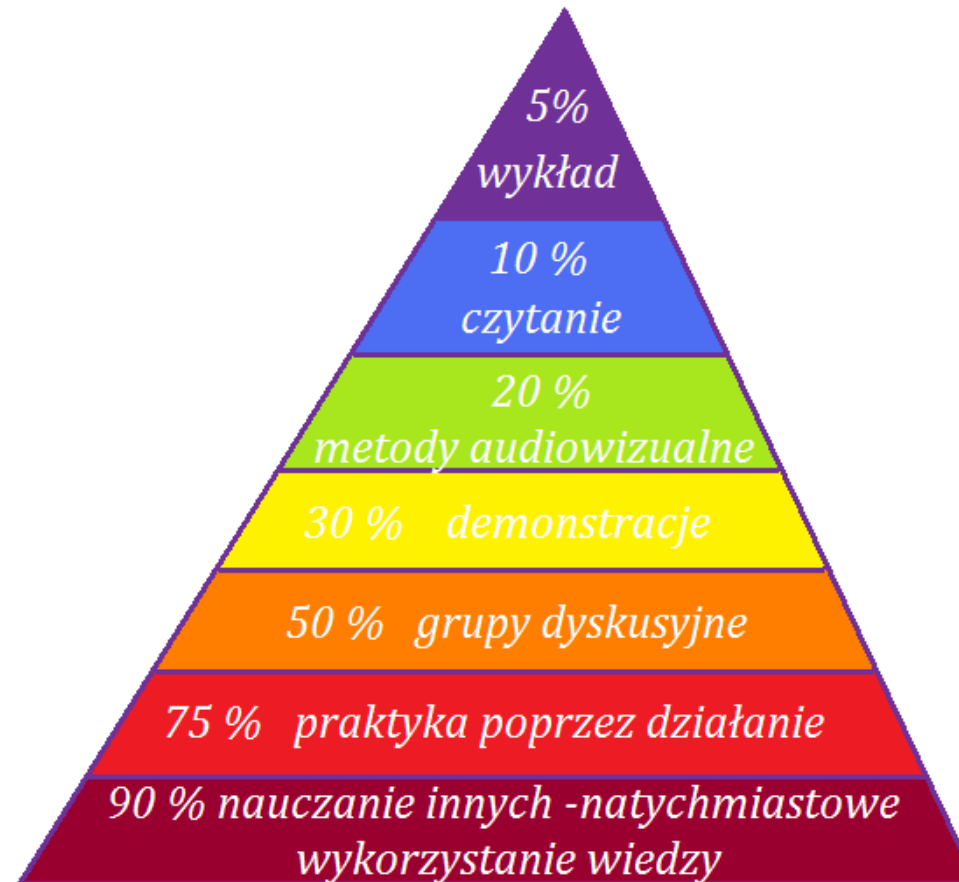 5%
wykład
10 %
czytanie
20 %
metody audiowizualne
30 % demonstracje
50 % grupy dyskusyjne
75 % praktyka poprzez działanie
90 % nauczanie innych -natychmiastowe
wykorzystanie wiedzy